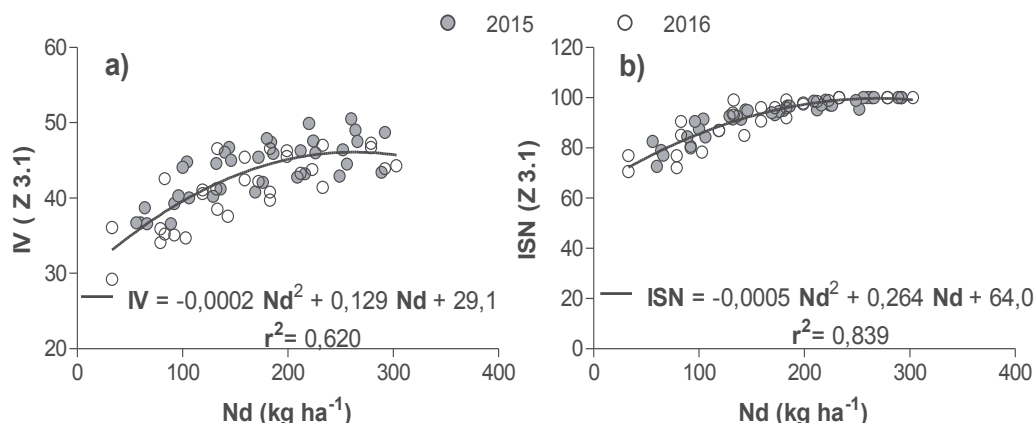 2015 2016
a)
60
50
40
30
20
IV ( Z 3.1)
IV = -0,0002 Nd² + 0,129 Nd + 29,1
r²= 0,620
0 100 200 300 400
Nd (kg ha⁻¹)
b)
120
100
80
60
40
20
0
ISN (Z 3.1)
ISN = -0,0005 Nd² + 0,264 Nd + 64,0
r²= 0,839
0 100 200 300 400
Nd (kg ha⁻¹)